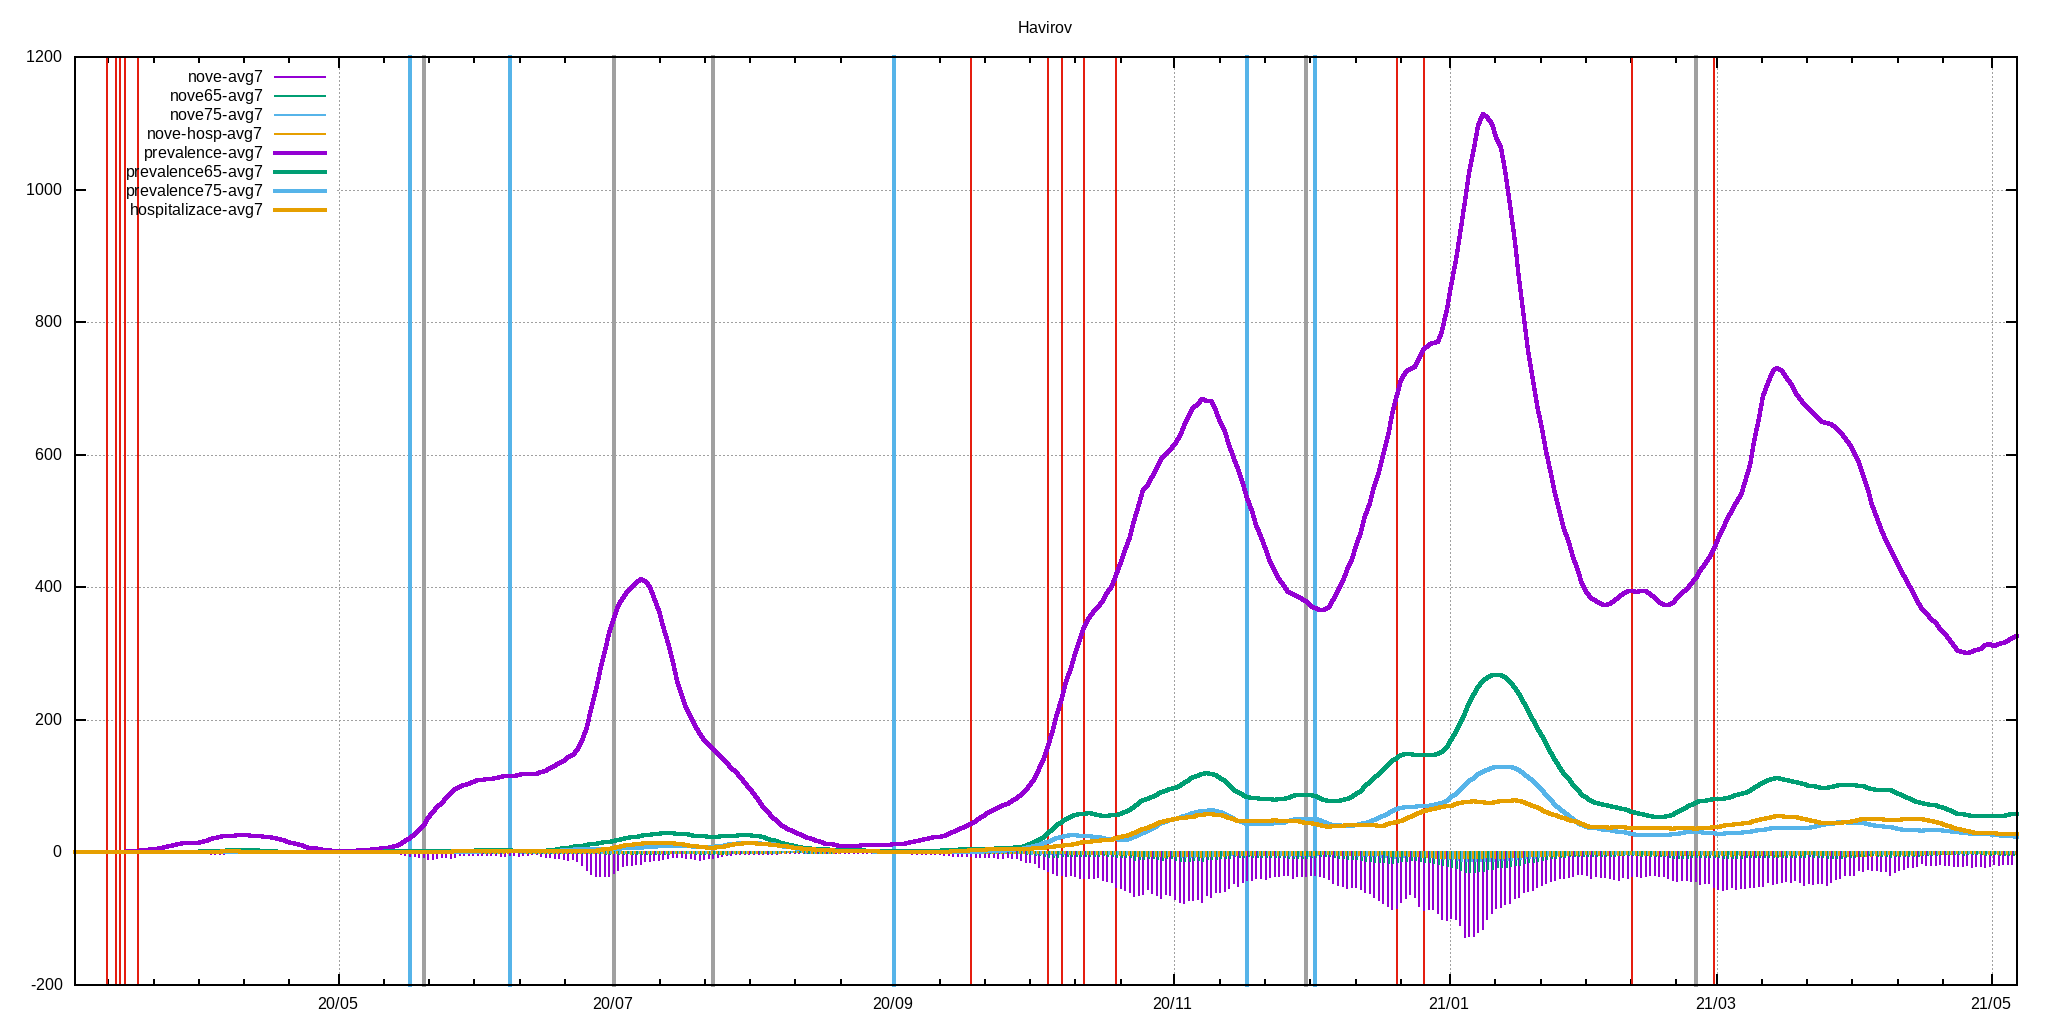 Havirov
1200
1000
800
600
400
200
0
-200
nove-avg7
nove65-avg7
nove75-avg7
nove-hosp-avg7
prevalence-avg7
prevalence65-avg7
prevalence75-avg7
hospitalizace-avg7
20/05 20/07 20/09 20/11 21/01 21/03 21/05